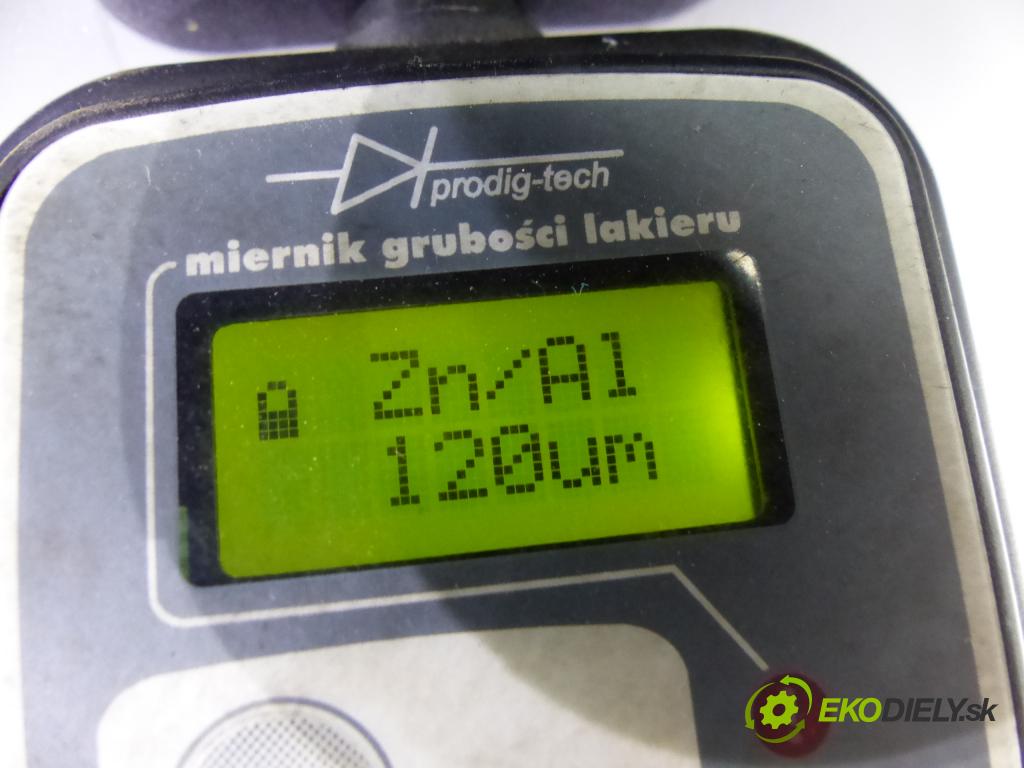 prodig-tech
miernik grubości lakieru
Zn/Al
120um
EKODIELY.sk